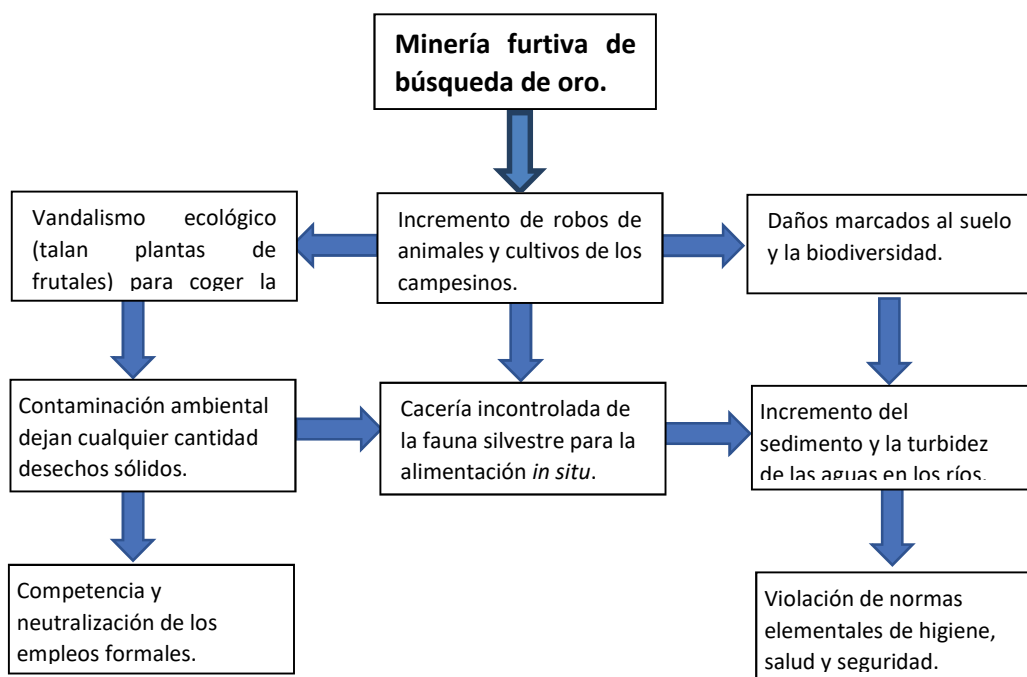 Minería furtiva de
búsqueda de oro.
Vandalismo ecológico
(talan plantas de
frutales) para coger la
Incremento de robos de
animales y cultivos de los
campesinos.
Daños marcados al suelo
y la biodiversidad.
Contaminación ambiental
dejan cualquier cantidad
desechos sólidos.
Cacería incontrolada de
la fauna silvestre para la
alimentación in situ.
Incremento del
sedimento y la turbidez
de las aguas en los ríos.
Competencia y
neutralización de los
empleos formales.
Violación de normas
elementales de higiene,
salud y seguridad.